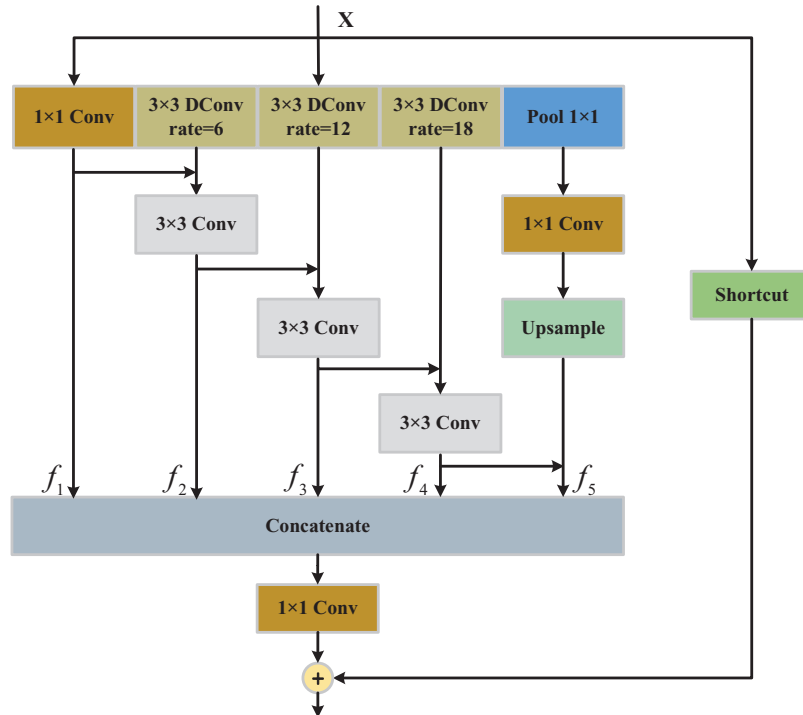 X
1×1 Conv
3×3 DConv
rate=6
3×3 DConv
rate=12
3×3 DConv
rate=18
Pool 1×1
3×3 Conv
1×1 Conv
Shortcut
3×3 Conv
Upsample
3×3 Conv
f1
f2
f3
f4
f5
Concatenate
1×1 Conv
+